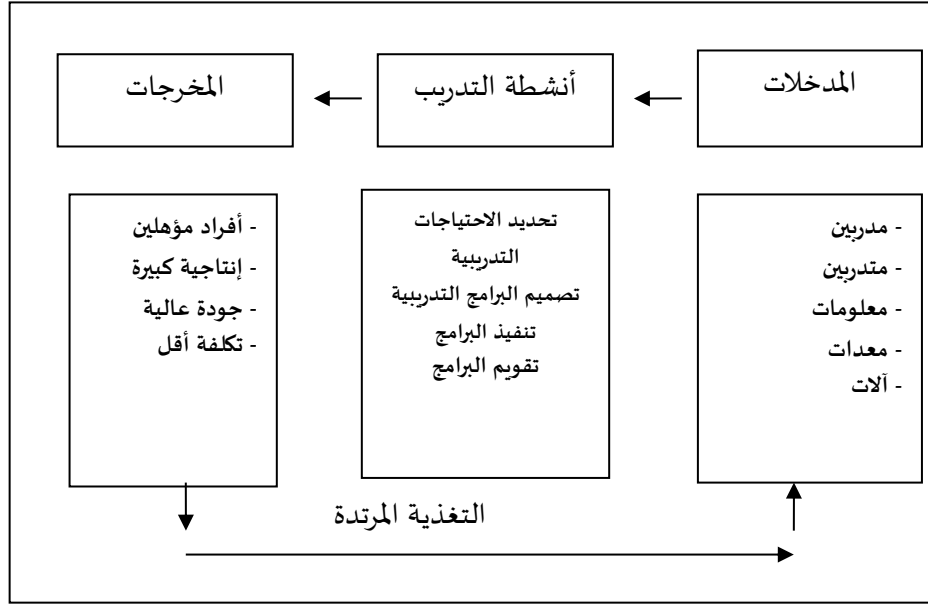 المدخلات
أنشطة التدريب
المخرجات
- مدربين
- متدربين
- معلومات
- معدات
- آلات
تحديد الاحتياجات
التدريبية
تصميم البرامج التدريبية
تنفيذ البرامج
تقويم البرامج
- أفراد مؤهلين
- إنتاجية كبيرة
- جودة عالية
- تكلفة أقل
التغذية المرتدة